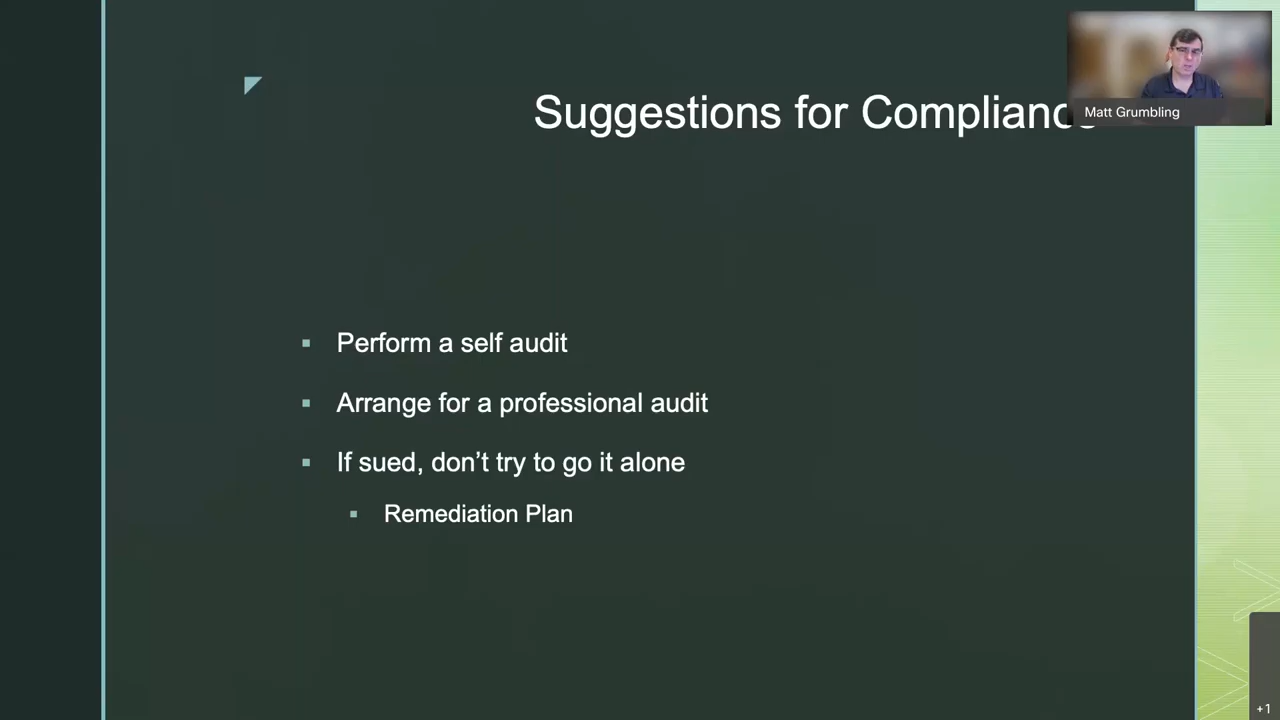 Suggestions for Compliance
Matt Grumbling
Perform a self audit
Arrange for a professional audit
If sued, don’t try to go it alone
Remediation Plan
+1